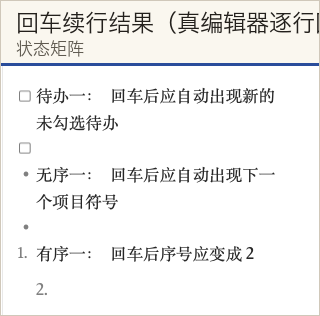 回车续行结果（真编辑器逐行
状态矩阵
☐ 待办一： 回车后应自动出现新的
未勾选待办
☐
• 无序一： 回车后应自动出现下一
个项目符号
•
1. 有序一： 回车后序号应变成 2
2.